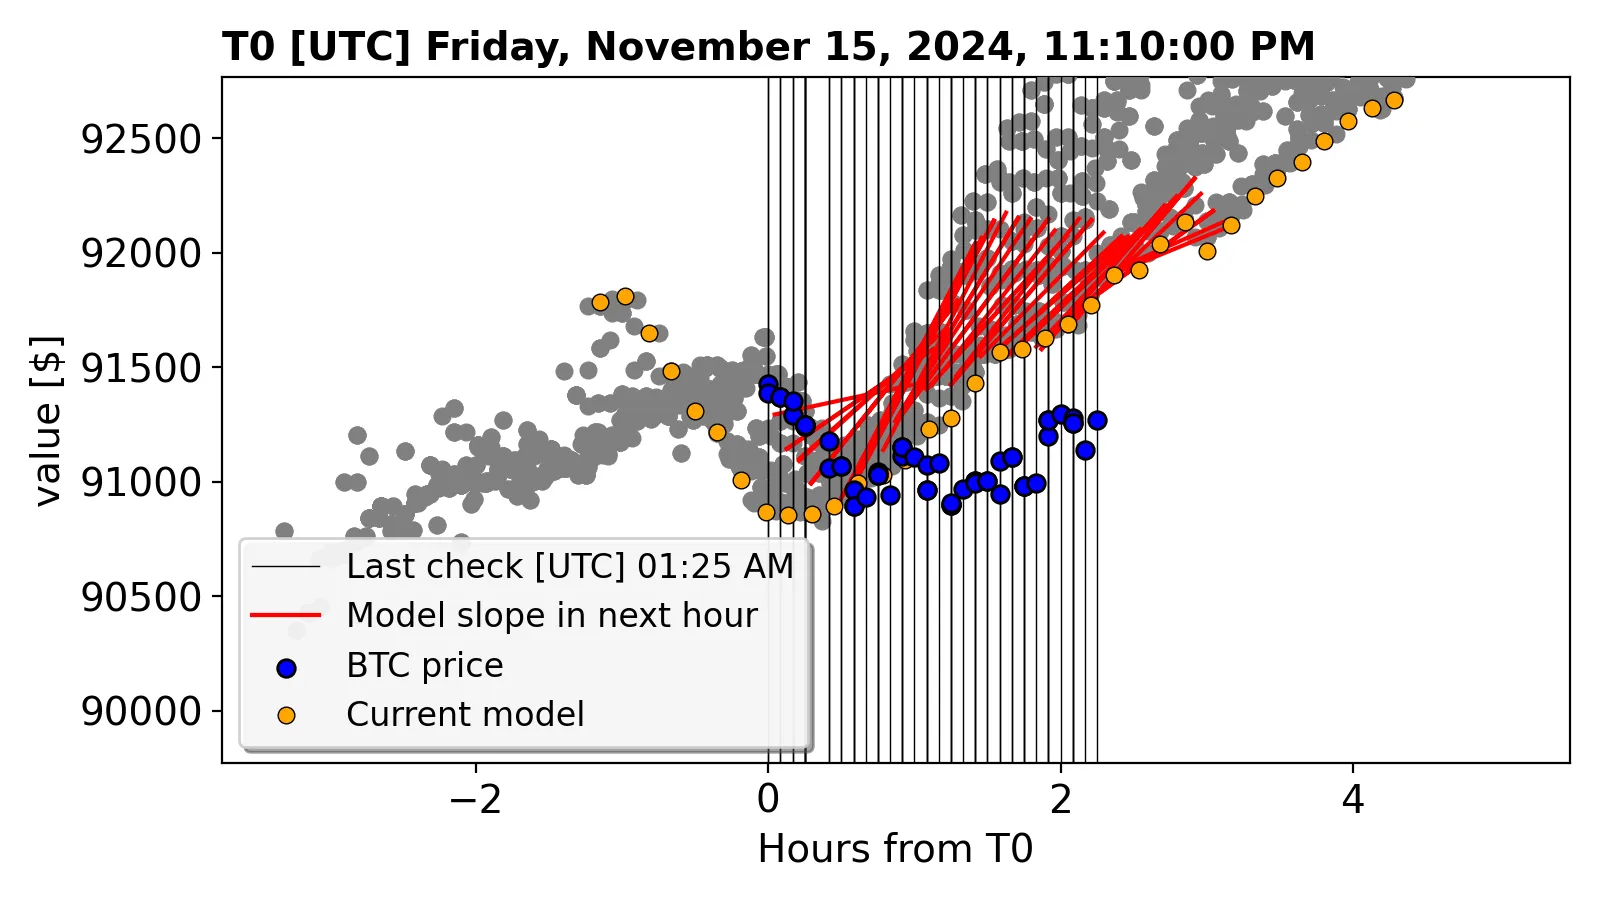 T0 [UTC] Friday, November 15, 2024, 11:10:00 PM
value [$]
92500
92000
91500
91000
90500
90000
Last check [UTC] 01:25 AM
Model slope in next hour
BTC price
Current model
−2 0 2 4
Hours from T0